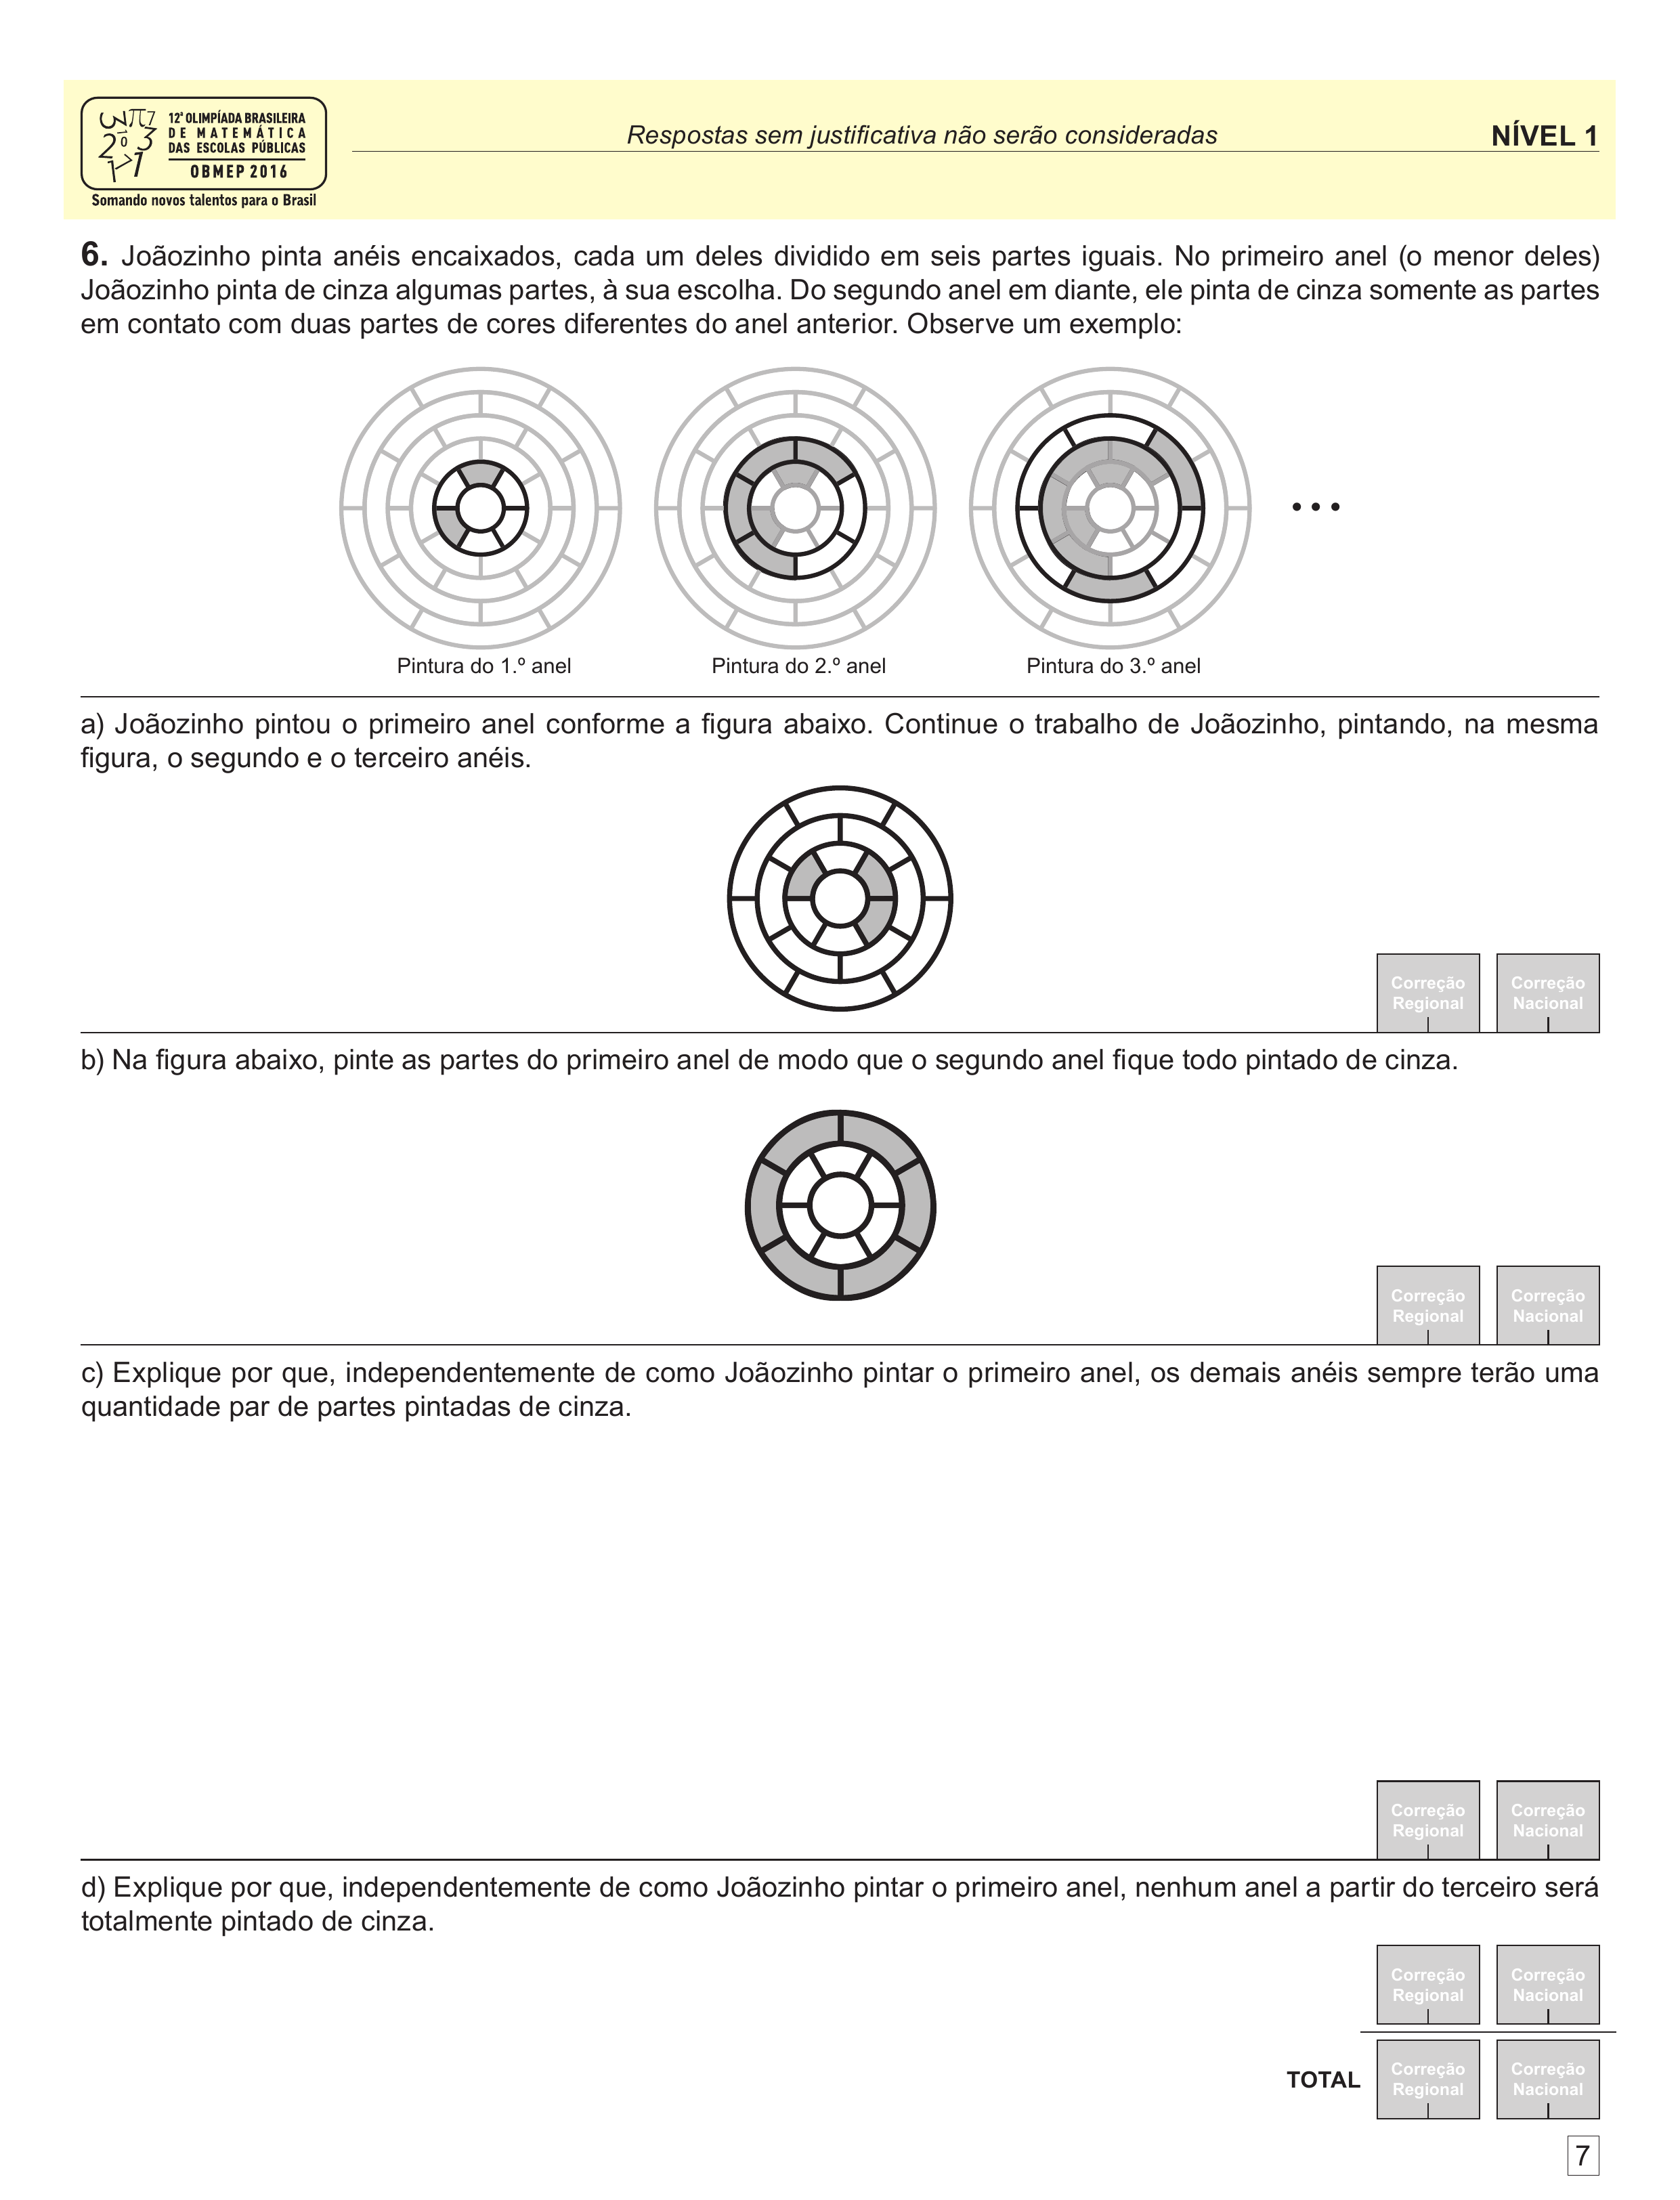 12ª OLIMPÍADA BRASILEIRA
DE MATEMÁTICA
DAS ESCOLAS PÚBLICAS
OBMEP 2016
Somando novos talentos para o Brasil
Respostas sem justificativa não serão consideradas
NÍVEL 1
6. Joãozinho pinta anéis encaixados, cada um deles dividido em seis partes iguais. No primeiro anel (o menor deles)
Joãozinho pinta de cinza algumas partes, à sua escolha. Do segundo anel em diante, ele pinta de cinza somente as partes
em contato com duas partes de cores diferentes do anel anterior. Observe um exemplo:
Pintura do 1.º anel
Pintura do 2.º anel
Pintura do 3.º anel
a) Joãozinho pintou o primeiro anel conforme a figura abaixo. Continue o trabalho de Joãozinho, pintando, na mesma
figura, o segundo e o terceiro anéis.
Correção
Regional
Correção
Nacional
b) Na figura abaixo, pinte as partes do primeiro anel de modo que o segundo anel fique todo pintado de cinza.
Correção
Regional
Correção
Nacional
c) Explique por que, independentemente de como Joãozinho pintar o primeiro anel, os demais anéis sempre terão uma
quantidade par de partes pintadas de cinza.
Correção
Regional
Correção
Nacional
d) Explique por que, independentemente de como Joãozinho pintar o primeiro anel, nenhum anel a partir do terceiro será
totalmente pintado de cinza.
Correção
Regional
Correção
Nacional
TOTAL
Correção
Regional
Correção
Nacional
7